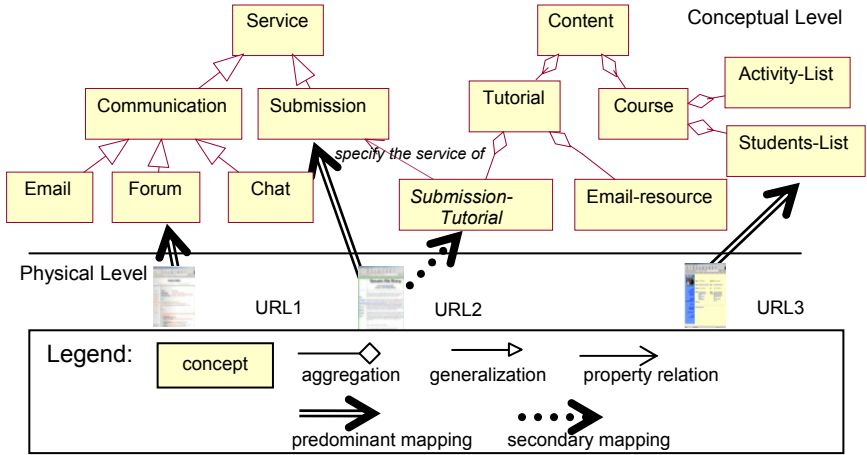 Conceptual Level
Service
Content
Communication
Submission
Tutorial
Course
Activity-List
Students-List
specify the service of
Email
Forum
Chat
Submission-
Tutorial
Email-resource
Physical Level
URL1
URL2
URL3
Legend:
concept
aggregation
generalization
property relation
predominant mapping
secondary mapping